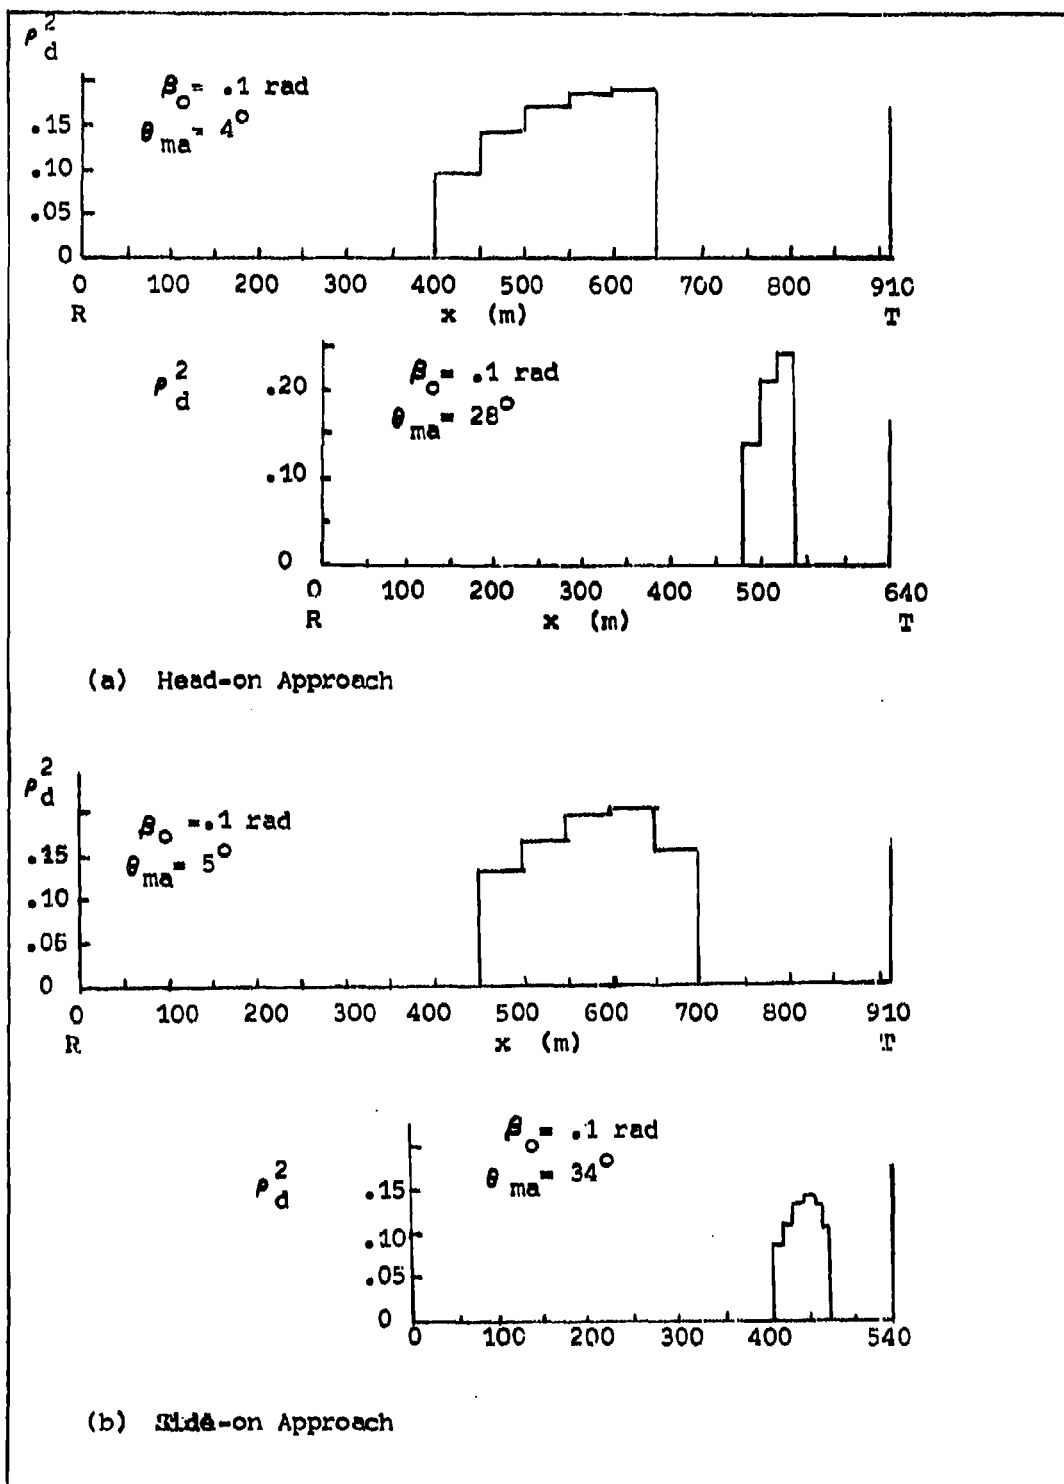 ρ_d^2
β_o = .1 rad
θ_ma = 4°
.15
.10
.05
0
0 100 200 300 400 500 600 700 800 910
R x (m) T
ρ_d^2
β_o = .1 rad
θ_ma = 28°
.20
.10
0
0 100 200 300 400 500 640
R x (m) T
(a) Head-on Approach
ρ_d^2
β_o = .1 rad
θ_ma = 5°
.15
.10
.05
0
0 100 200 300 400 500 600 700 800 910
R x (m) T
ρ_d^2
β_o = .1 rad
θ_ma = 34°
.15
.10
.05
0
0 100 200 300 400 540
(b) Side-on Approach